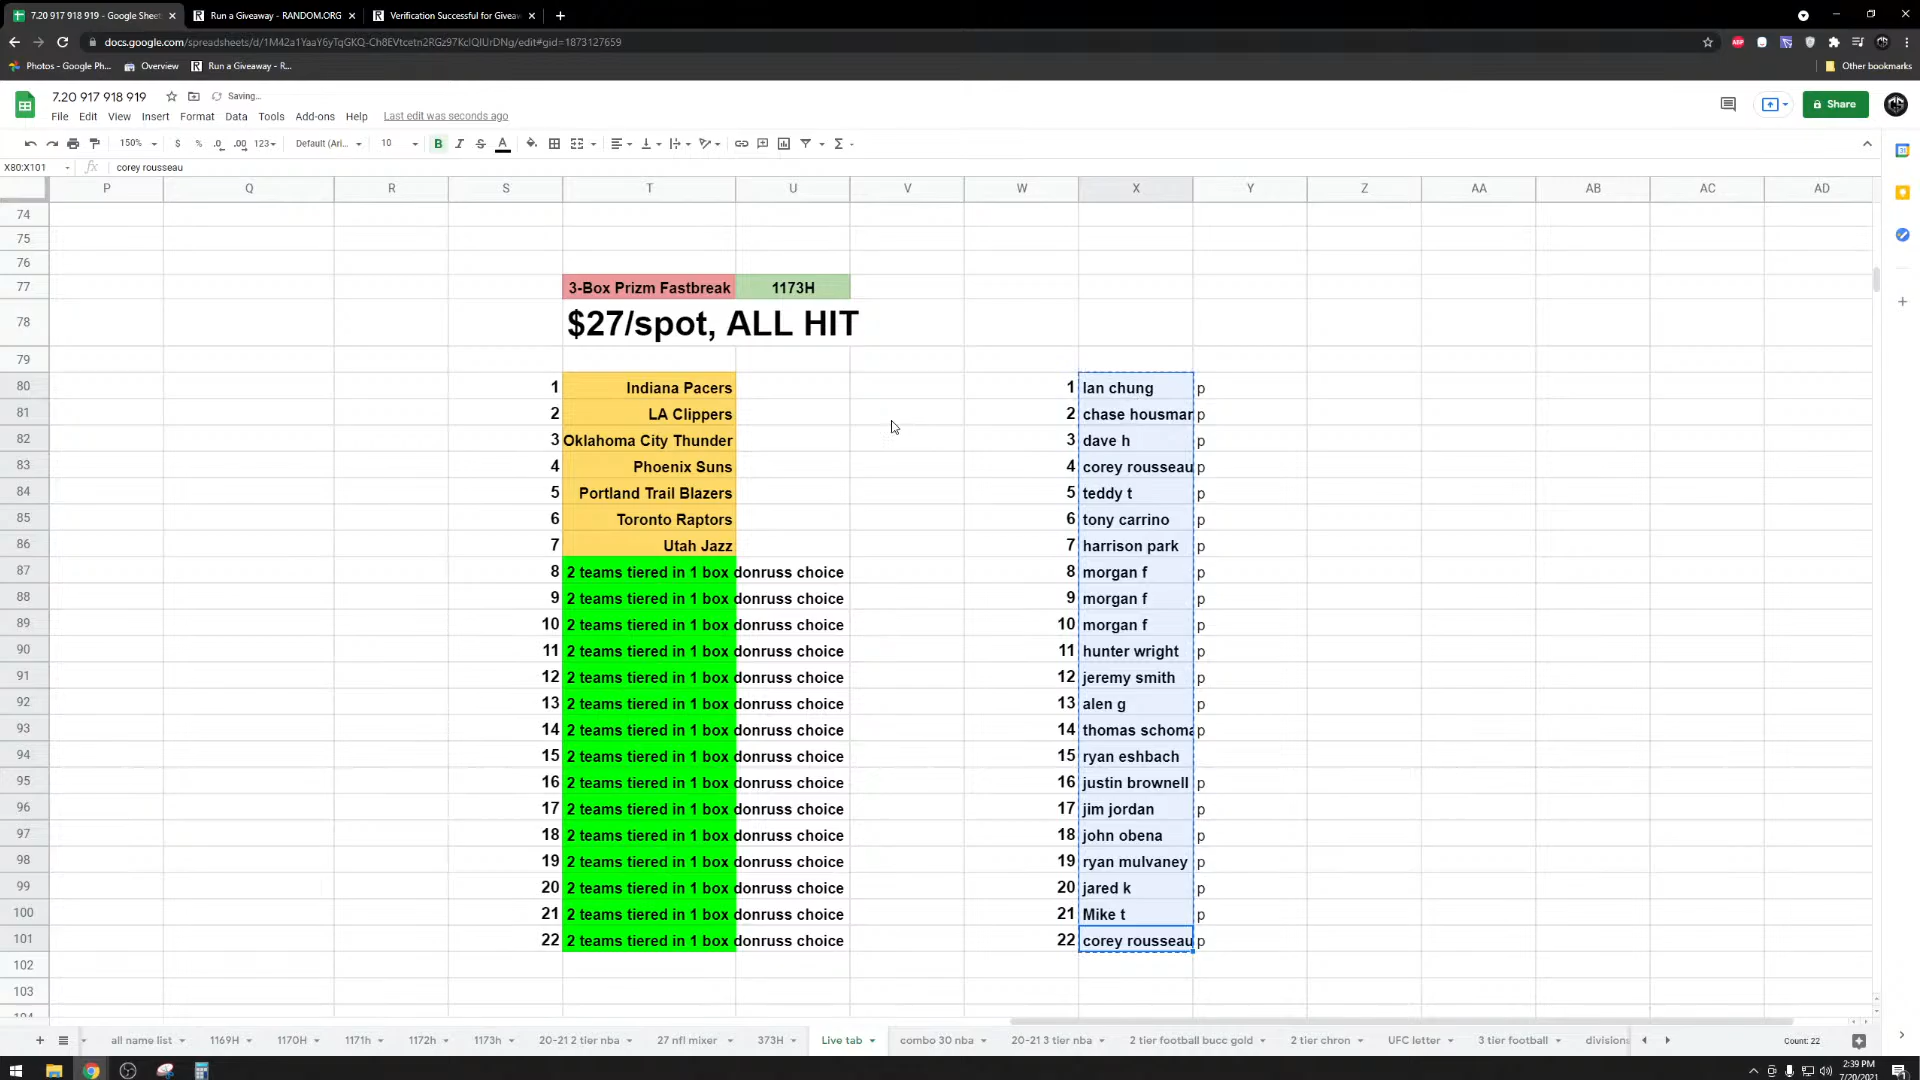 7.20 917 918 919 - Google Sheet
Run a Giveaway - RANDOM.ORG
Verification Successful for Giveaw
docs.google.com/spreadsheets/d/1M42a1YaaY6yTqGKQ-Ch8EVtcetn2RGz97KclQlUrDNg/edit#gid=1873127659
Photos - Google Ph...
Overview
Run a Giveaway - R...
Other bookmarks
7.20 917 918 919
Saving...
File Edit View Insert Format Data Tools Add-ons Help
Last edit was seconds ago
Share
150% $ % .0 .00 123 Default (Ari... 10 B I S A
X80:X101 fx corey rousseau
P Q R S T U V W X Y Z AA AB AC AD
74
75
76
77 3-Box Prizm Fastbreak 1173H
78 $27/spot, ALL HIT
79
80 1 Indiana Pacers 1 Ian chung p
81 2 LA Clippers 2 chase housmar p
82 3 Oklahoma City Thunder 3 dave h p
83 4 Phoenix Suns 4 corey rousseau p
84 5 Portland Trail Blazers 5 teddy t p
85 6 Toronto Raptors 6 tony carrino p
86 7 Utah Jazz 7 harrison park p
87 8 2 teams tiered in 1 box donruss choice 8 morgan f p
88 9 2 teams tiered in 1 box donruss choice 9 morgan f p
89 10 2 teams tiered in 1 box donruss choice 10 morgan f p
90 11 2 teams tiered in 1 box donruss choice 11 hunter wright p
91 12 2 teams tiered in 1 box donruss choice 12 jeremy smith p
92 13 2 teams tiered in 1 box donruss choice 13 alen g p
93 14 2 teams tiered in 1 box donruss choice 14 thomas schoma p
94 15 2 teams tiered in 1 box donruss choice 15 ryan eshbach
95 16 2 teams tiered in 1 box donruss choice 16 justin brownell p
96 17 2 teams tiered in 1 box donruss choice 17 jim jordan p
97 18 2 teams tiered in 1 box donruss choice 18 john obena p
98 19 2 teams tiered in 1 box donruss choice 19 ryan mulvaney p
99 20 2 teams tiered in 1 box donruss choice 20 jared k p
100 21 2 teams tiered in 1 box donruss choice 21 Mike t p
101 22 2 teams tiered in 1 box donruss choice 22 corey rousseau p
102
103
all name list 1169H 1170H 1171h 1172h 1173h 20-21 2 tier nba 27 nfl mixer 373H Live tab combo 30 nba 20-21 3 tier nba 2 tier football bucc gold 2 tier chron UFC letter 3 tier football divisions Count: 22
2:39 PM
7/20/2021